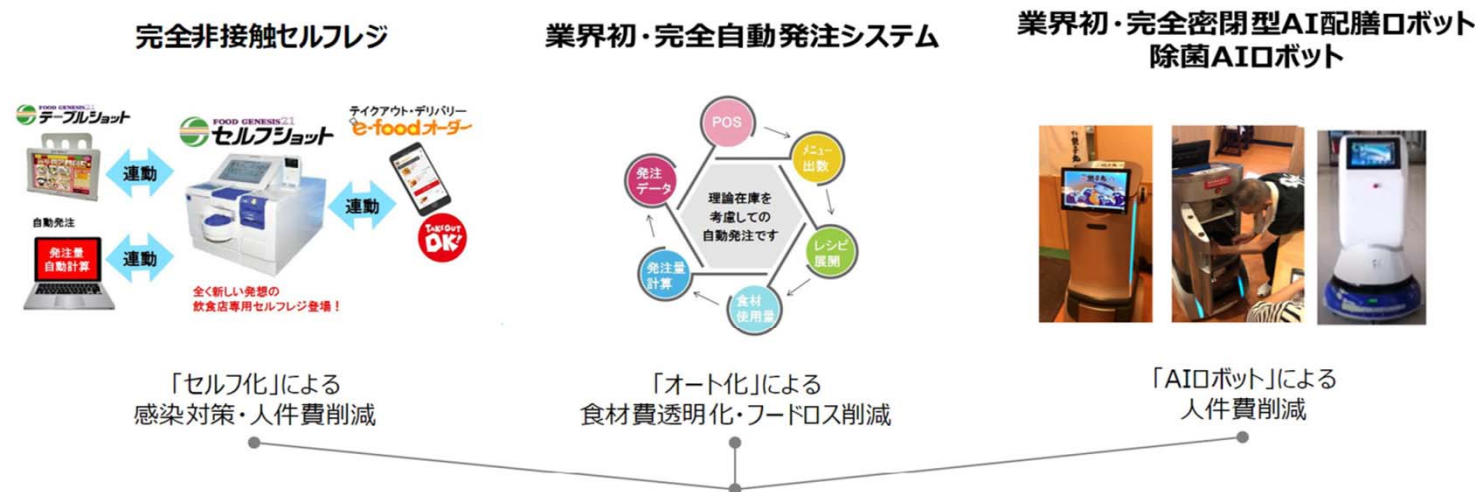 完全非接触セルフレジ
FOOD GENESIS21
テーブルショット
連動
自動発注
発注量
自動計算
連動
FOOD GENESIS21
セルフショット
連動
テイクアウト・デリバリー
e-foodオーダー
TAKEOUT
OK!
全く新しい発想の
飲食店専用セルフレジ登場！
「セルフ化」による
感染対策・人件費削減
業界初・完全自動発注システム
POS
メニュー
出数
レシピ
展開
食材
使用量
発注量
計算
発注
データ
理論在庫を
考慮しての
自動発注です
「オート化」による
食材費透明化・フードロス削減
業界初・完全密閉型AI配膳ロボット
除菌AIロボット
「AIロボット」による
人件費削減